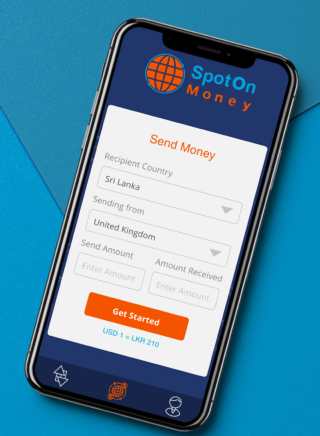 SpotOn
Money
Send Money
Recipient Country
Sri Lanka
Sending from
United Kingdom
Send Amount
Amount Received
Enter Amount
Enter Amount
Get Started
USD 1 = LKR 210